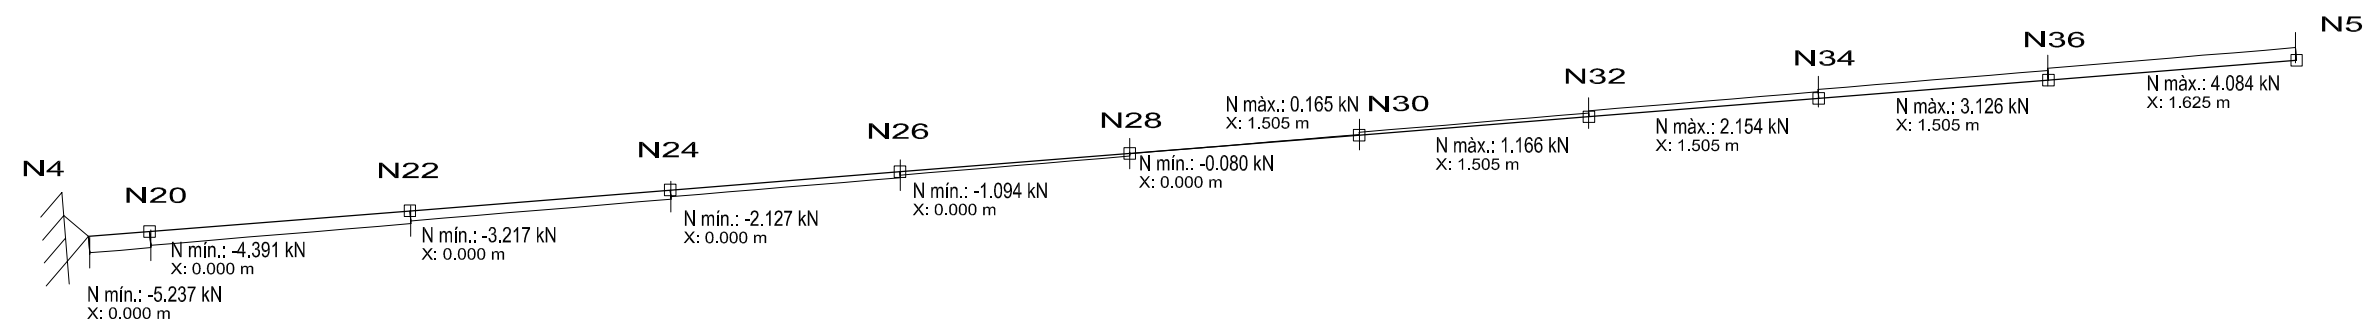 N4
N20
N22
N24
N26
N28
N30
N32
N34
N36
N5
N mín.: -5.237 kN
X: 0.000 m
N mín.: -4.391 kN
X: 0.000 m
N mín.: -3.217 kN
X: 0.000 m
N mín.: -2.127 kN
X: 0.000 m
N mín.: -1.094 kN
X: 0.000 m
N mín.: -0.080 kN
X: 0.000 m
N màx.: 0.165 kN
X: 1.505 m
N màx.: 1.166 kN
X: 1.505 m
N màx.: 2.154 kN
X: 1.505 m
N màx.: 3.126 kN
X: 1.505 m
N màx.: 4.084 kN
X: 1.625 m